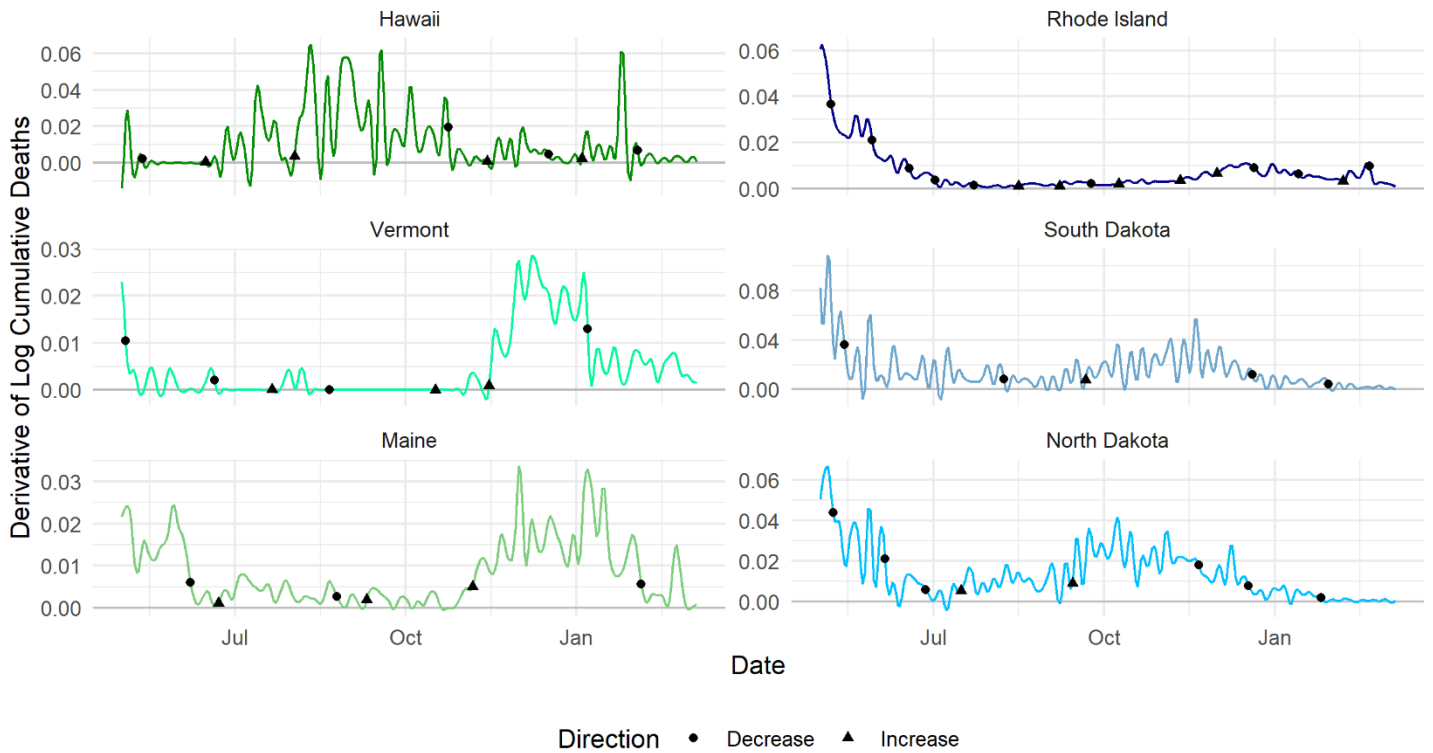 Hawaii
Rhode Island
0.06
0.04
0.02
0.00
0.06
0.04
0.02
0.00
Vermont
South Dakota
0.03
0.02
0.01
0.00
0.08
0.04
0.00
Maine
North Dakota
0.03
0.02
0.01
0.00
0.06
0.04
0.02
0.00
Jul
Oct
Jan
Jul
Oct
Jan
Derivative of Log Cumulative Deaths
Date
Direction
Decrease
Increase